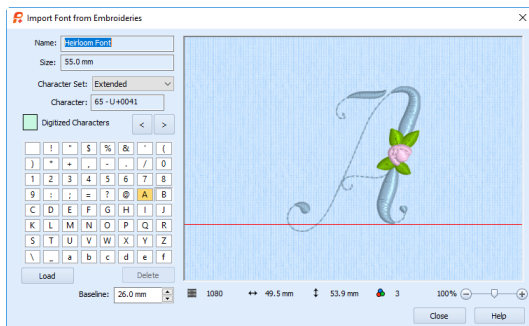 Import Font from Embroideries
Name: Heirloom Font
Size: 55.0 mm
Character Set: Extended
Character: 65 - U+0041
Digitized Characters < >
! " $ % & ' (
) * + , - . / 0
1 2 3 4 5 6 7 8
9 : ; = ? @ A B
C D E F G H I J
K L M N O P Q R
S T U V W X Y Z
\ _ a b c d e f
Load Delete
Baseline: 26.0 mm
1080 49.5 mm 53.9 mm 3 100%
Close Help